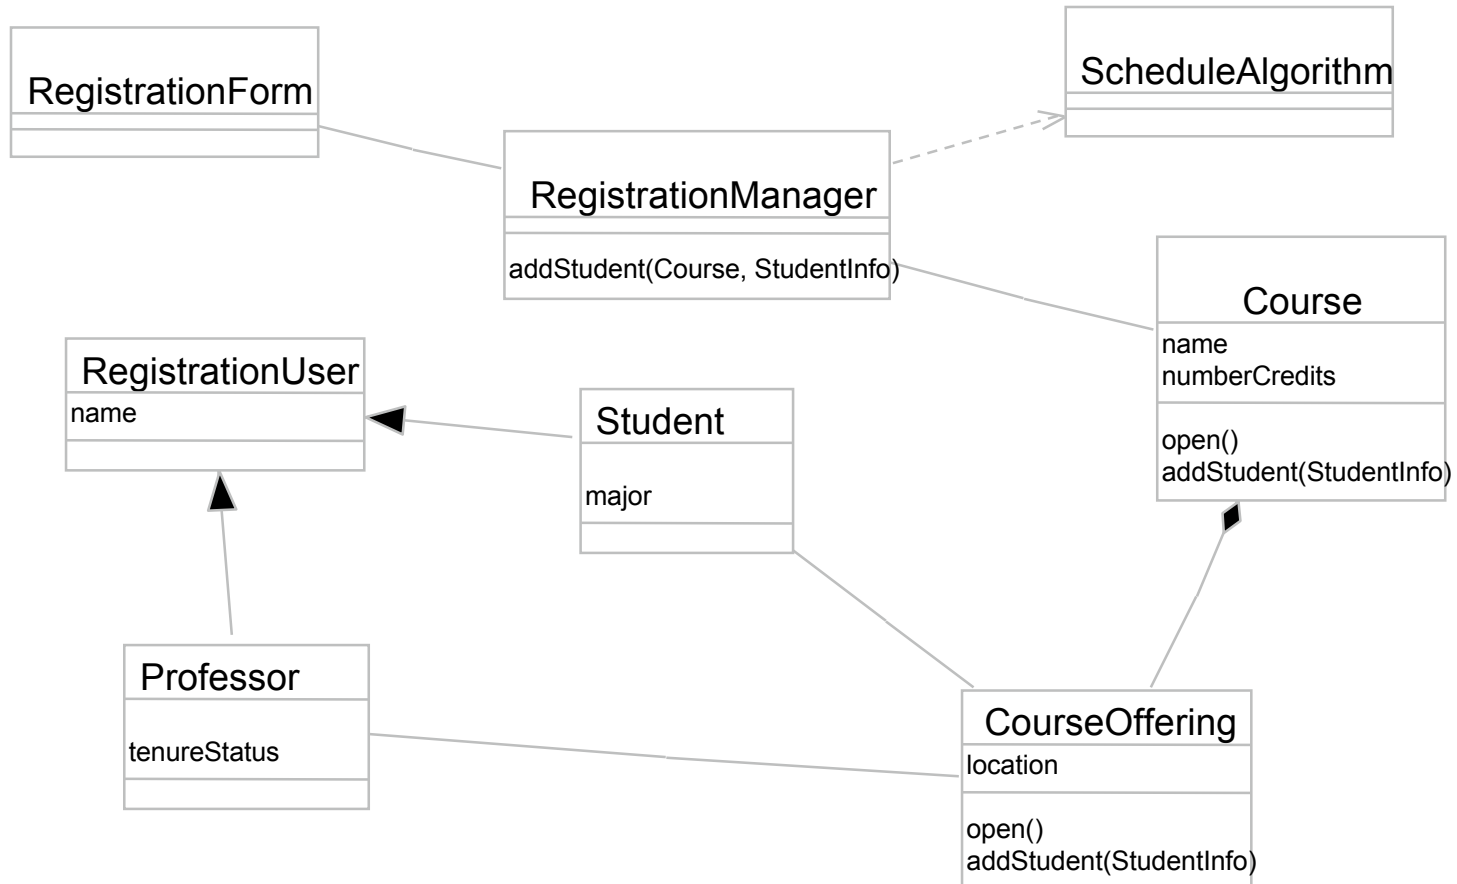 RegistrationForm
ScheduleAlgorithm
RegistrationManager
addStudent(Course, StudentInfo)
Course
name
numberCredits
open()
addStudent(StudentInfo)
RegistrationUser
name
Student
major
Professor
tenureStatus
CourseOffering
location
open()
addStudent(StudentInfo)